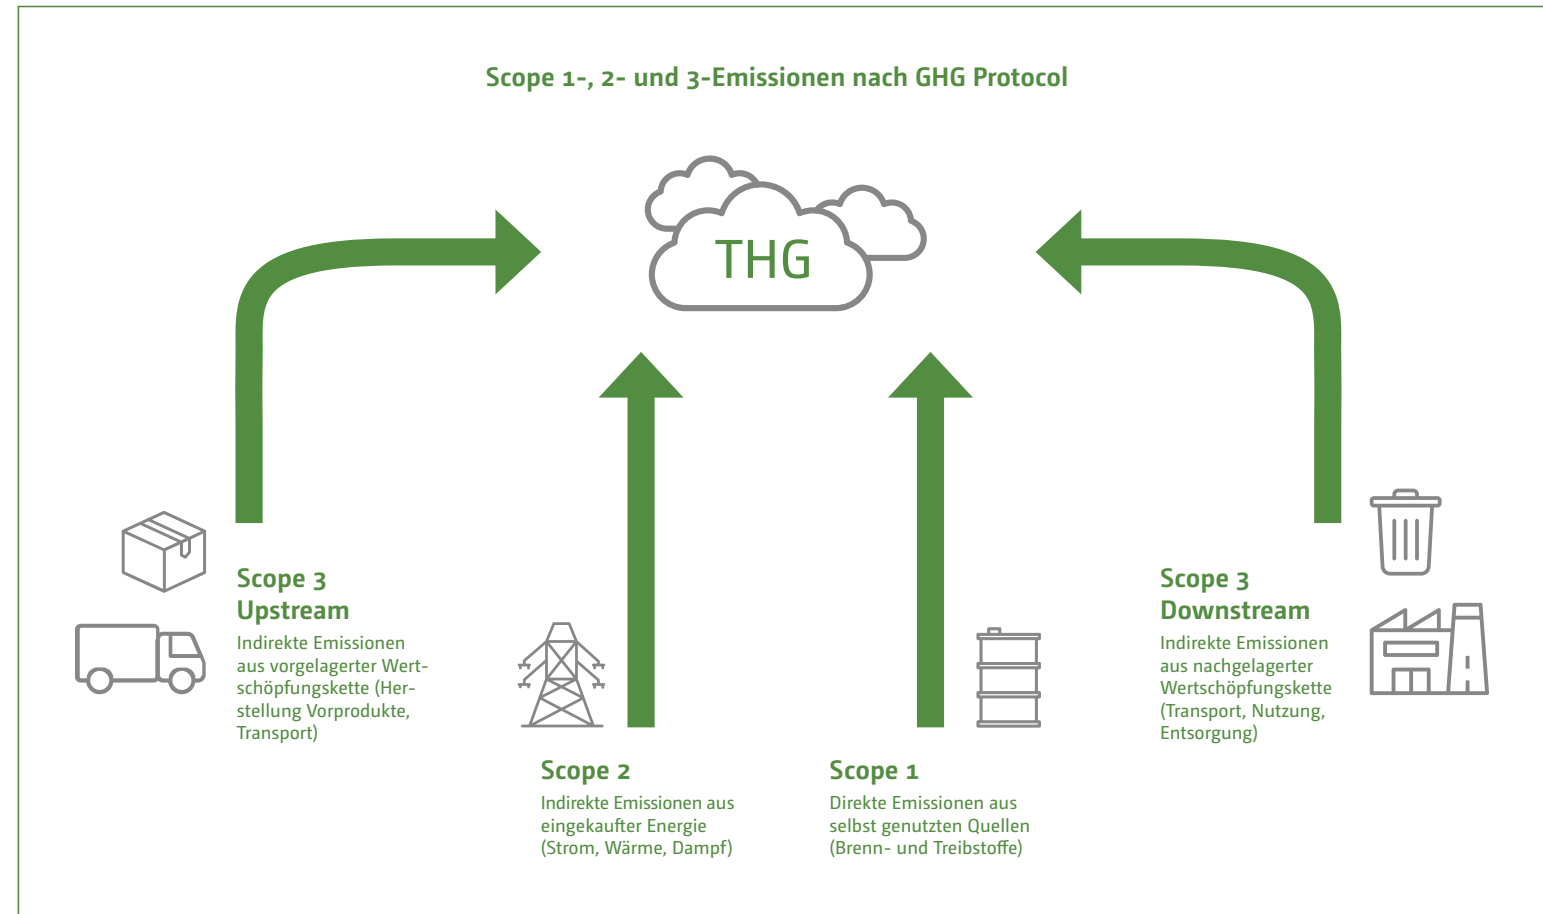 Scope 1-, 2- und 3-Emissionen nach GHG Protocol
THG
Scope 3
Upstream
Indirekte Emissionen
aus vorgelagerter Wert-
schöpfungskette (Her-
stellung Vorprodukte,
Transport)
Scope 2
Indirekte Emissionen aus
eingekaufter Energie
(Strom, Wärme, Dampf)
Scope 1
Direkte Emissionen aus
selbst genutzten Quellen
(Brenn- und Treibstoffe)
Scope 3
Downstream
Indirekte Emissionen
aus nachgelagerter
Wertschöpfungskette
(Transport, Nutzung,
Entsorgung)